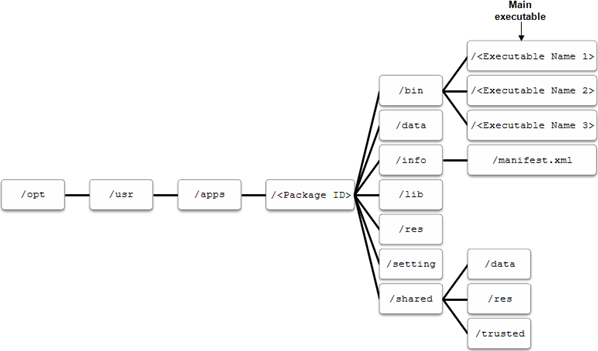 Main
executable
/<Executable Name 1>
/bin
/<Executable Name 2>
/data
/<Executable Name 3>
/info
/manifest.xml
/opt
/usr
/apps
/<Package ID>
/lib
/res
/setting
/data
/shared
/res
/trusted